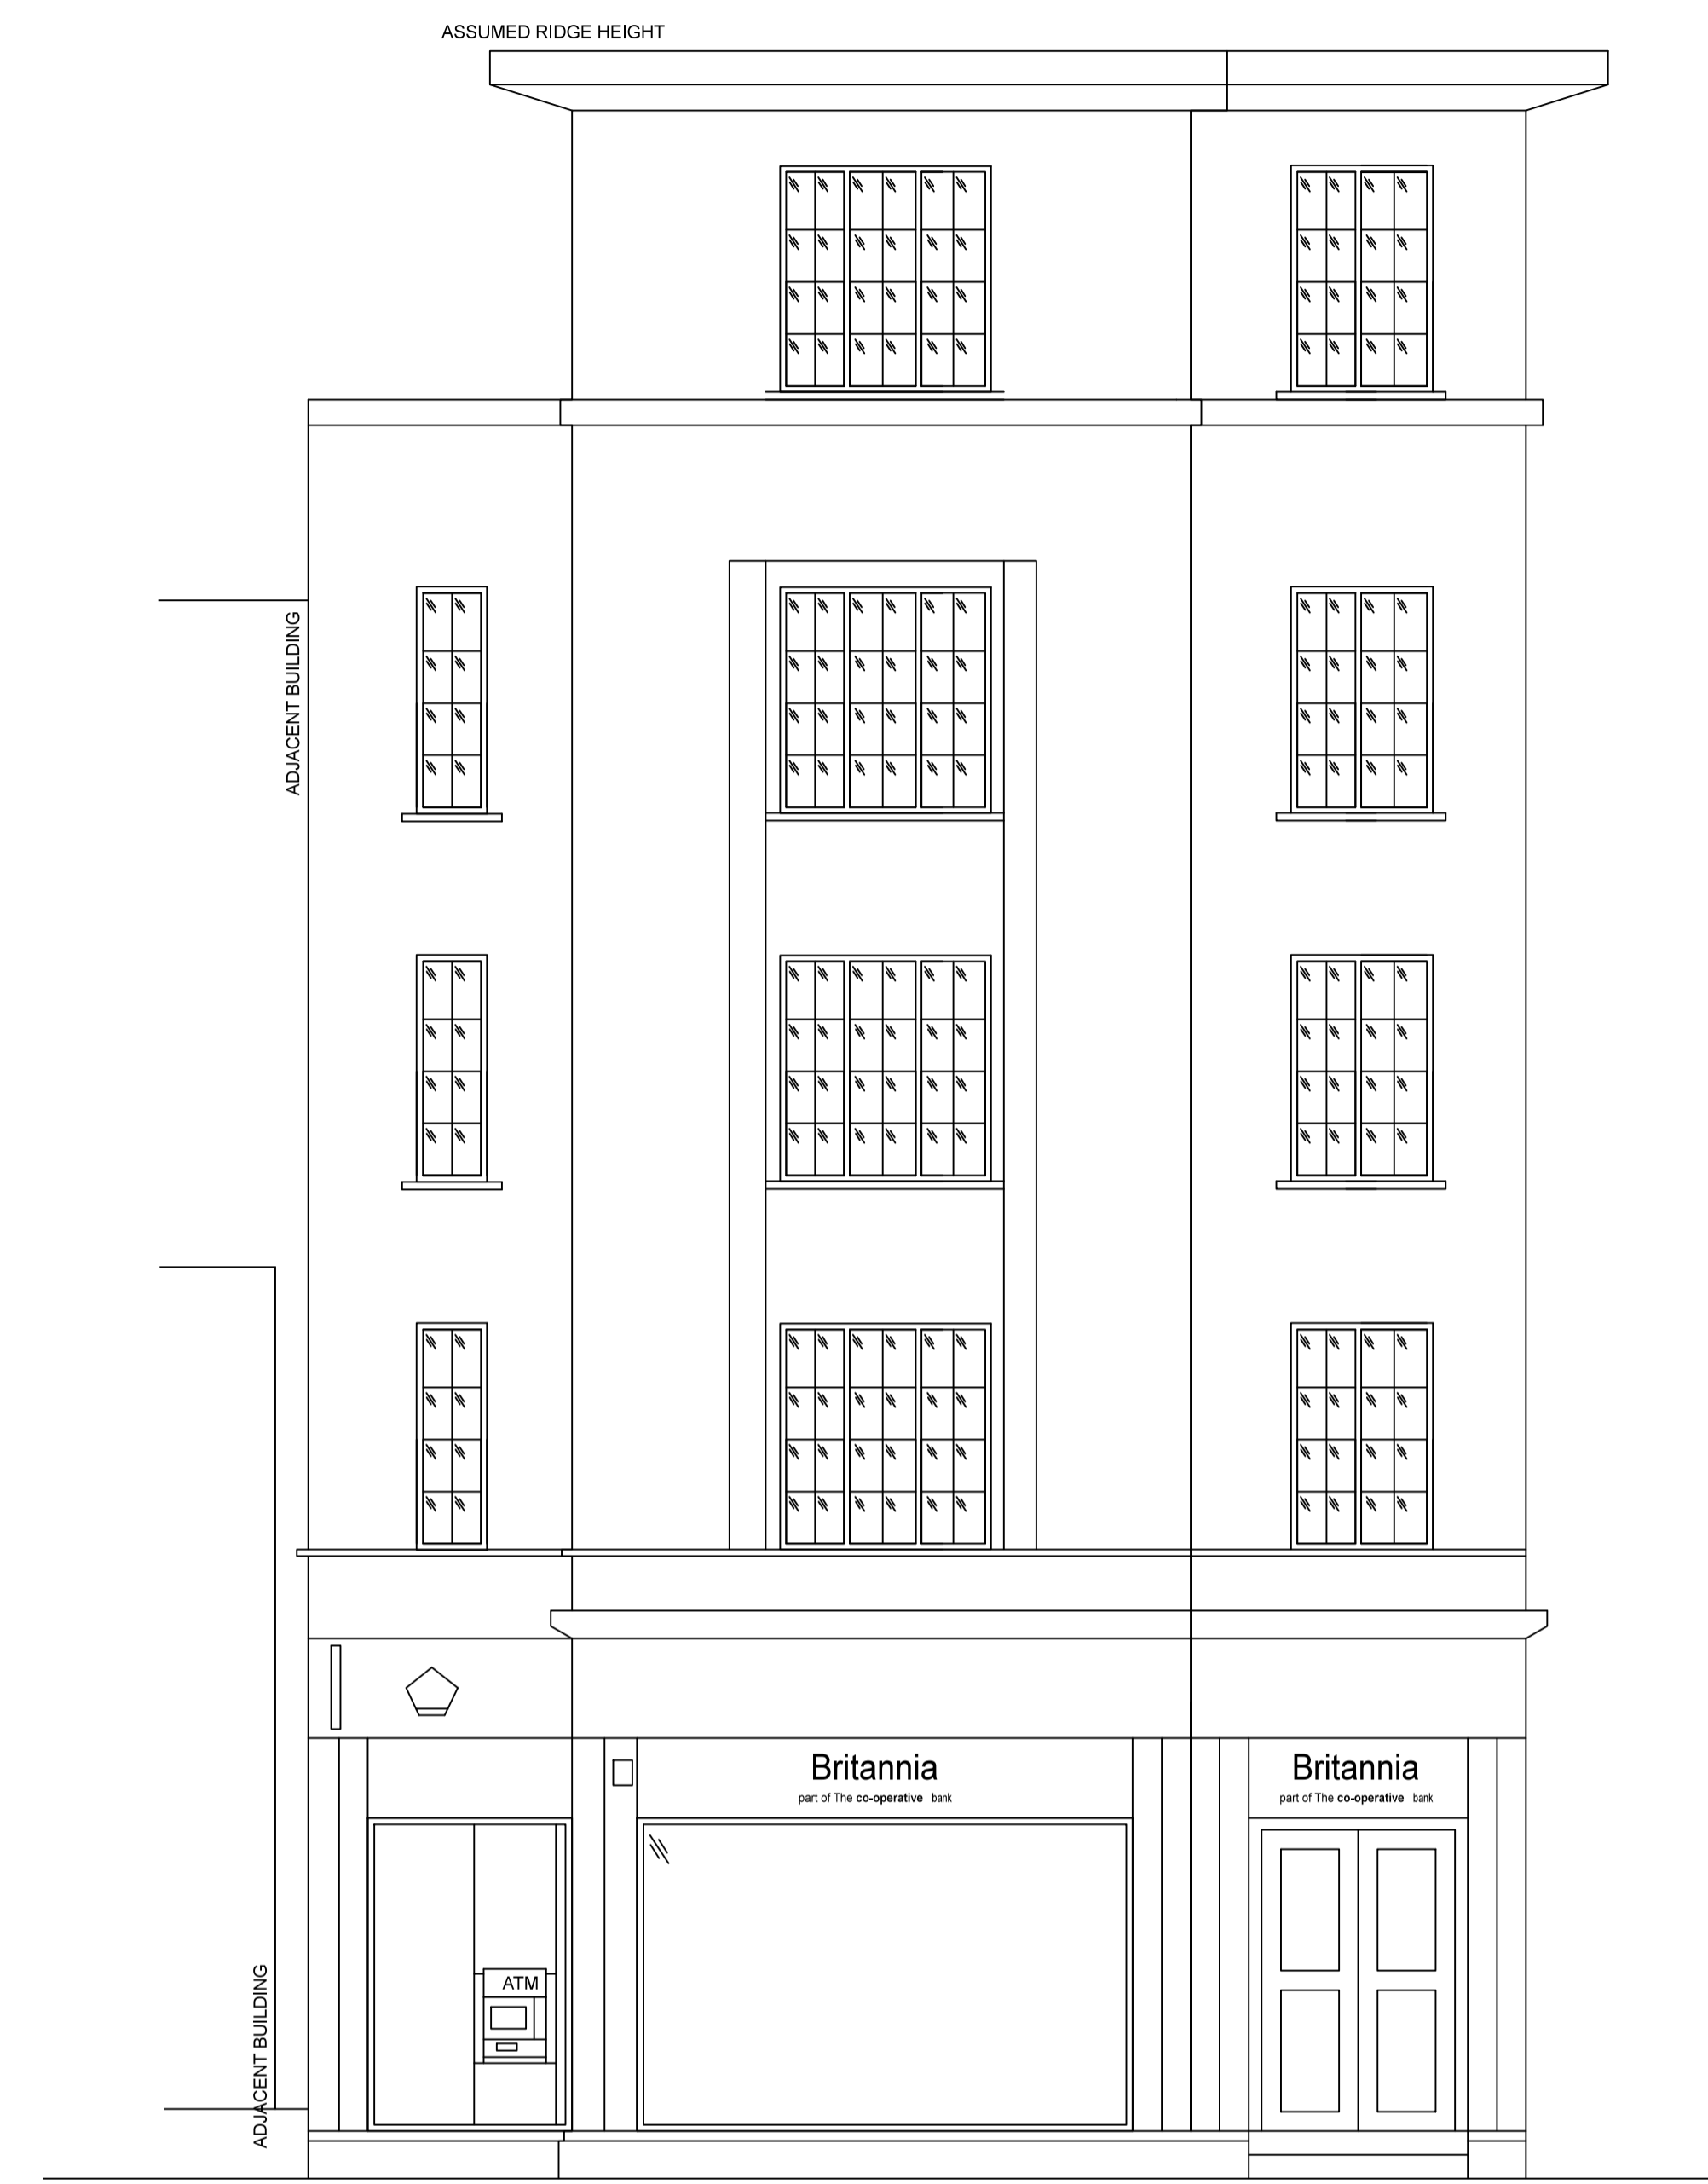 ASSUMED RIDGE HEIGHT
ADJACENT BUILDING
Britannia
part of The co-operative bank
Britannia
part of The co-operative bank
ATM
ADJACENT BUILDING